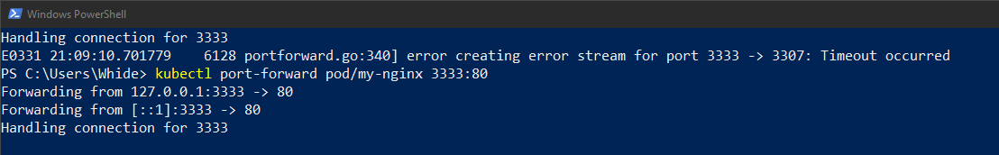 Windows PowerShell
Handling connection for 3333
E0331 21:09:10.701779    6128 portforward.go:340] error creating error stream for port 3333 -> 3307: Timeout occurred
PS C:\Users\Whide> kubectl port-forward pod/my-nginx 3333:80
Forwarding from 127.0.0.1:3333 -> 80
Forwarding from [::1]:3333 -> 80
Handling connection for 3333